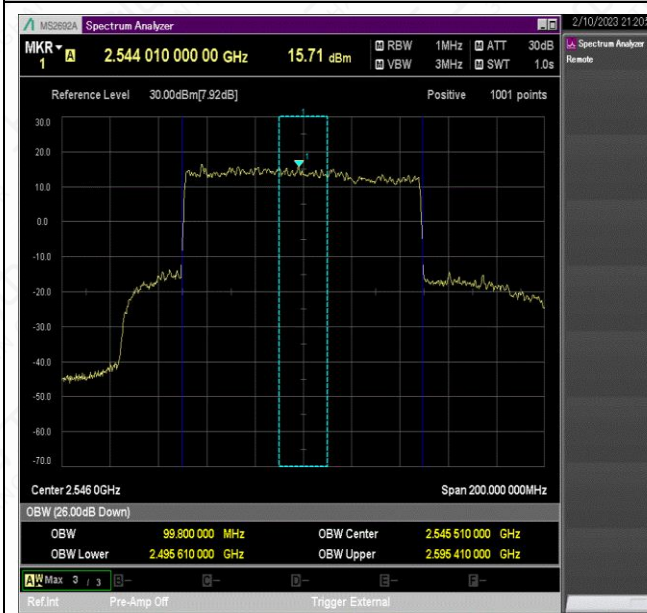 MS2692A Spectrum Analyzer 2/10/2023 21:20:5
MKR 1 A 2.544 010 000 00 GHz 15.71 dBm RBW 1MHz ATT 30dB
VBW 3MHz SWT 1.0s
Spectrum Analyzer
Remote
Reference Level 30.00dBm[7.92dB] Positive 1001 points
1
30.0
20.0
1
10.0
0.0
-10.0
-20.0
-30.0
-40.0
-50.0
-60.0
-70.0
Center 2.546 0GHz Span 200.000 000MHz
OBW (26.00dB Down)
OBW 99.800 000 MHz OBW Center 2.545 510 000 GHz
OBW Lower 2.495 610 000 GHz OBW Upper 2.595 410 000 GHz
A W Max 3 / 3 B- C- D- E- F-
Ref.Int Pre-Amp Off Trigger External